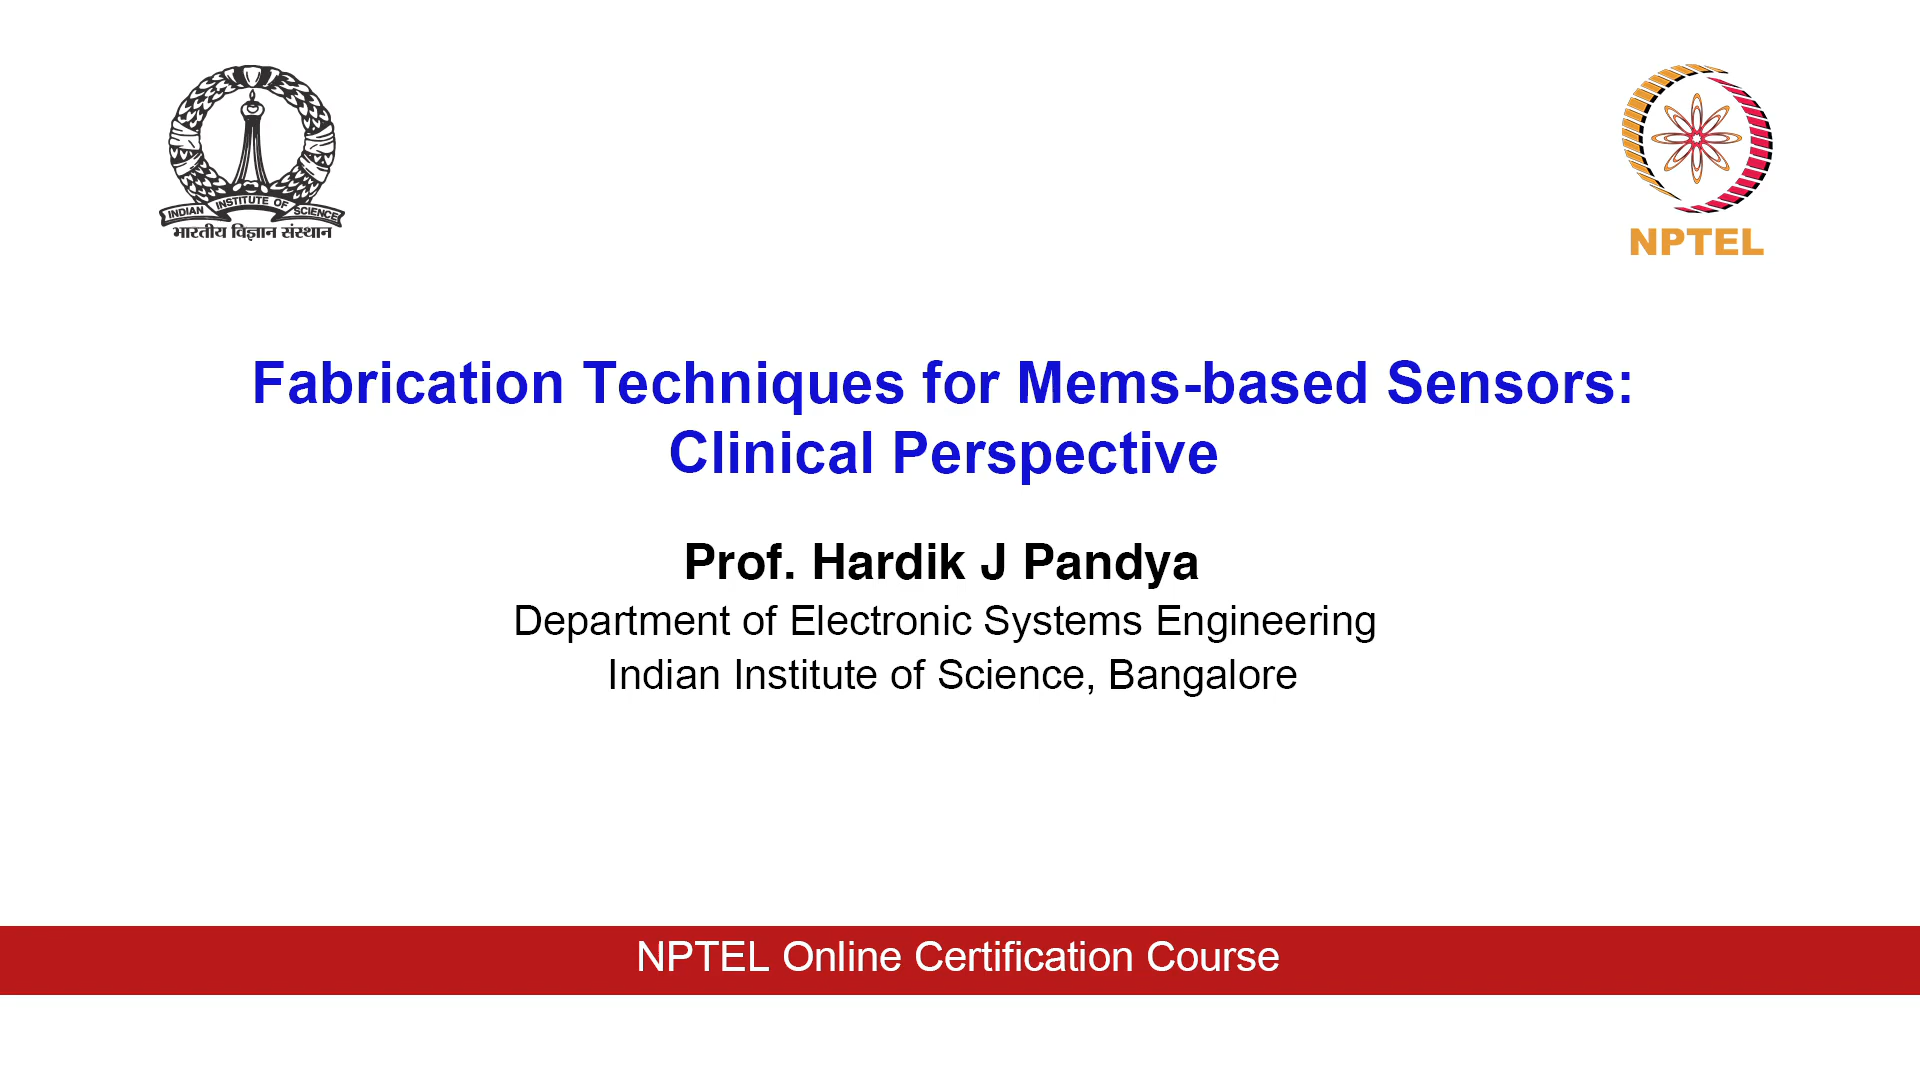 INDIAN INSTITUTE OF SCIENCE
भारतीय विज्ञान संस्थान
NPTEL
Fabrication Techniques for Mems-based Sensors:
Clinical Perspective
Prof. Hardik J Pandya
Department of Electronic Systems Engineering
Indian Institute of Science, Bangalore
NPTEL Online Certification Course